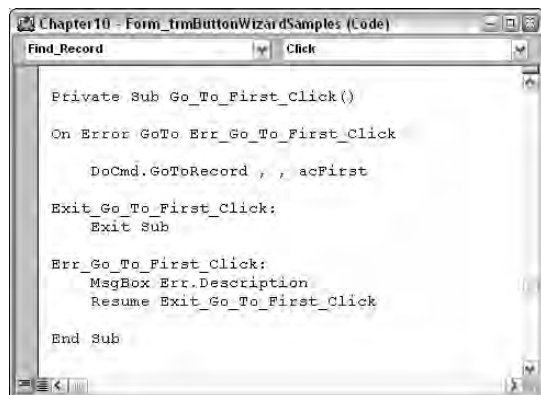 Chapter10 - Form_frmButtonWizardSamples (Code)
Find_Record Click
Private Sub Go_To_First_Click()
On Error GoTo Err_Go_To_First_Click
DoCmd.GoToRecord , , acFirst
Exit_Go_To_First_Click:
Exit Sub
Err_Go_To_First_Click:
MsgBox Err.Description
Resume Exit_Go_To_First_Click
End Sub